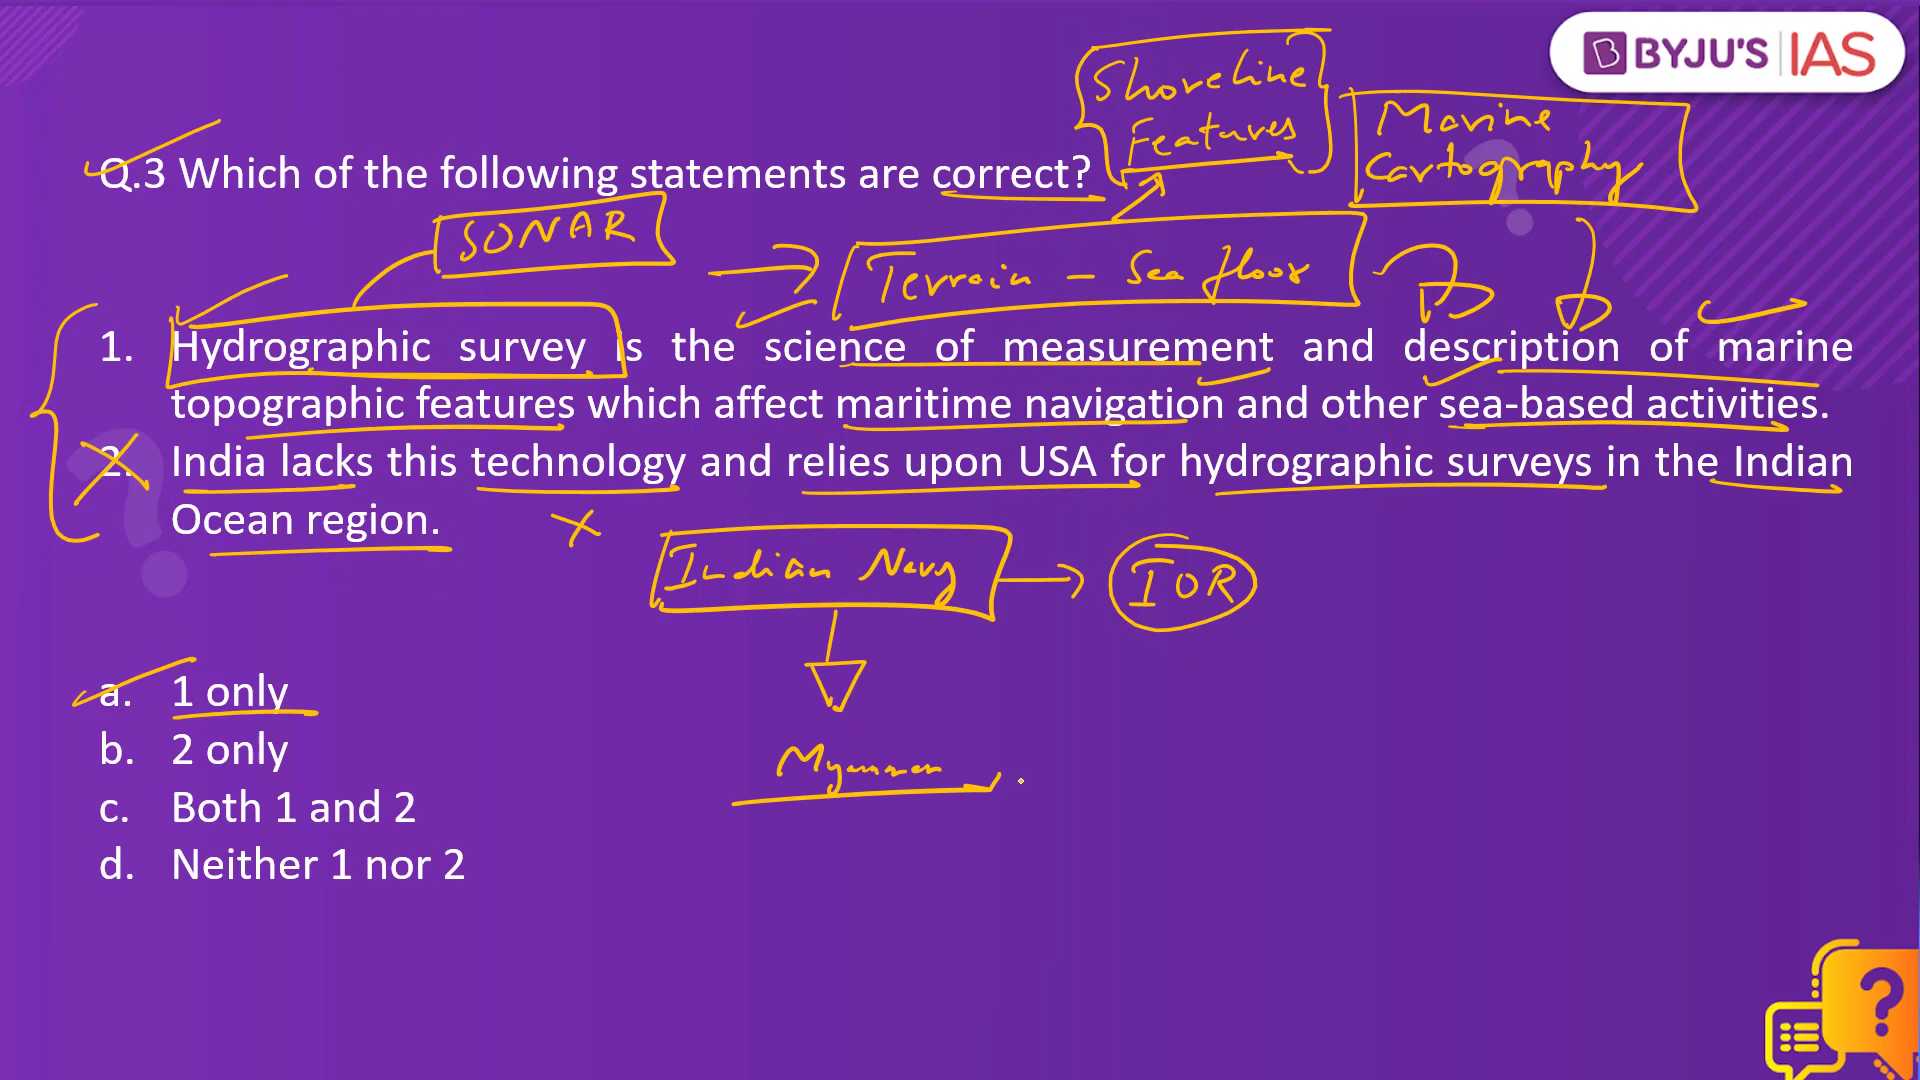 BYJU'S IAS
Shoreline
Features
Marine
Cartography
Q.3 Which of the following statements are correct?
SONAR
Terrain - Sea floor
1. Hydrographic survey is the science of measurement and description of marine
topographic features which affect maritime navigation and other sea-based activities.
2. India lacks this technology and relies upon USA for hydrographic surveys in the Indian
Ocean region.
Indian Navy
IOR
a. 1 only
b. 2 only
Myanmar
c. Both 1 and 2
d. Neither 1 nor 2